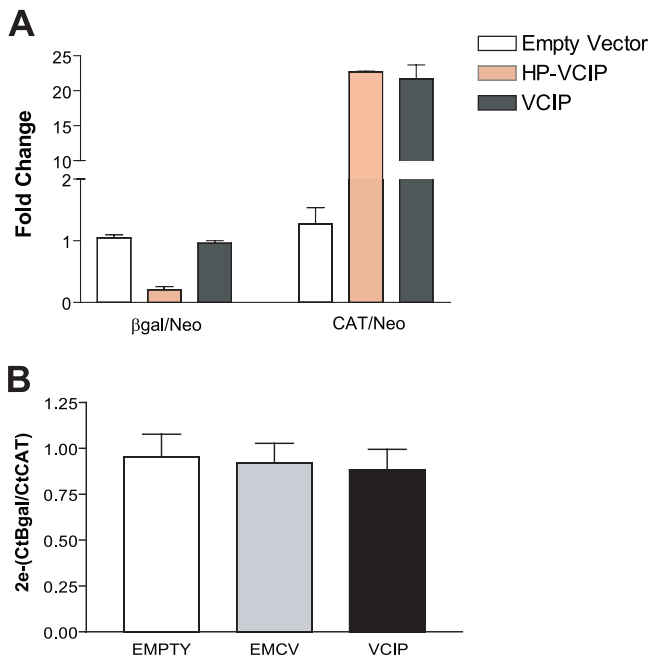 A
Empty Vector
HP-VCIP
VCIP
Fold Change
25
20
15
10
2
1
0
βgal/Neo
CAT/Neo
B
2e-(CtBgal/CtCAT)
1.25
1.00
0.75
0.50
0.25
0.00
EMPTY
EMCV
VCIP